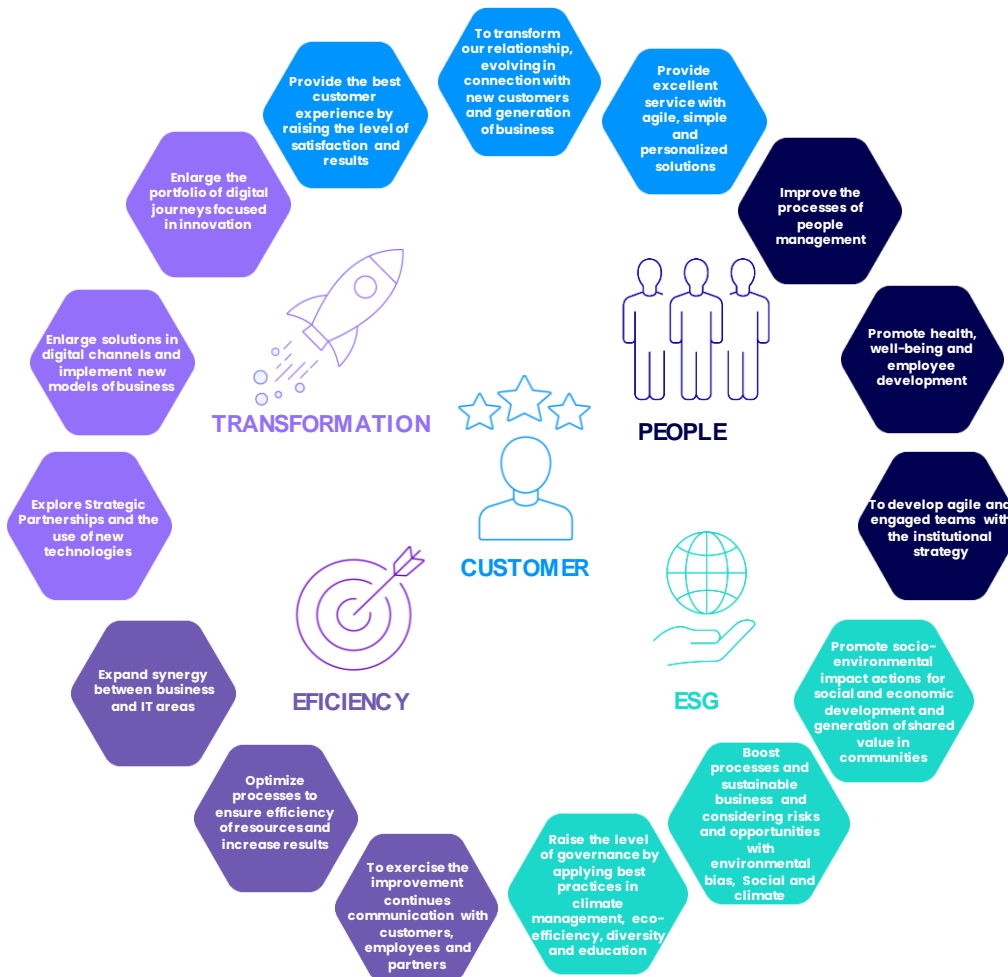 To transform
our relationship,
evolving in
connection with
new customers
and generation
of business
Provide the best
customer
experience by
raising the level of
satisfaction and
results
Provide
excellent
service with
agile, simple
and
personalized
solutions
Enlarge the
portfolio of digital
journeys focused
in innovation
Improve the
processes of
people
management
Enlarge solutions in
digital channels and
implement new
models of business
Promote health,
well-being and
employee
development
TRANSFORMATION
PEOPLE
Explore Strategic
Partnerships and the
use of new
technologies
To develop agile and
engaged teams with
the institutional
strategy
CUSTOMER
EFICIENCY
ESG
Expand synergy
between business
and IT areas
Promote socio-
environmental
impact actions for
social and economic
development and
generation of shared
value in
communities
Optimize
processes to
ensure efficiency
of resources and
increase results
Boost
processes and
sustainable
business and
considering risks
and opportunities
with
environmental
bias, Social and
climate
To exercise the
improvement
continues
communication with
customers,
employees and
partners
Raise the level
of governance by
applying best
practices in
climate
management, eco-
efficiency, diversity
and education